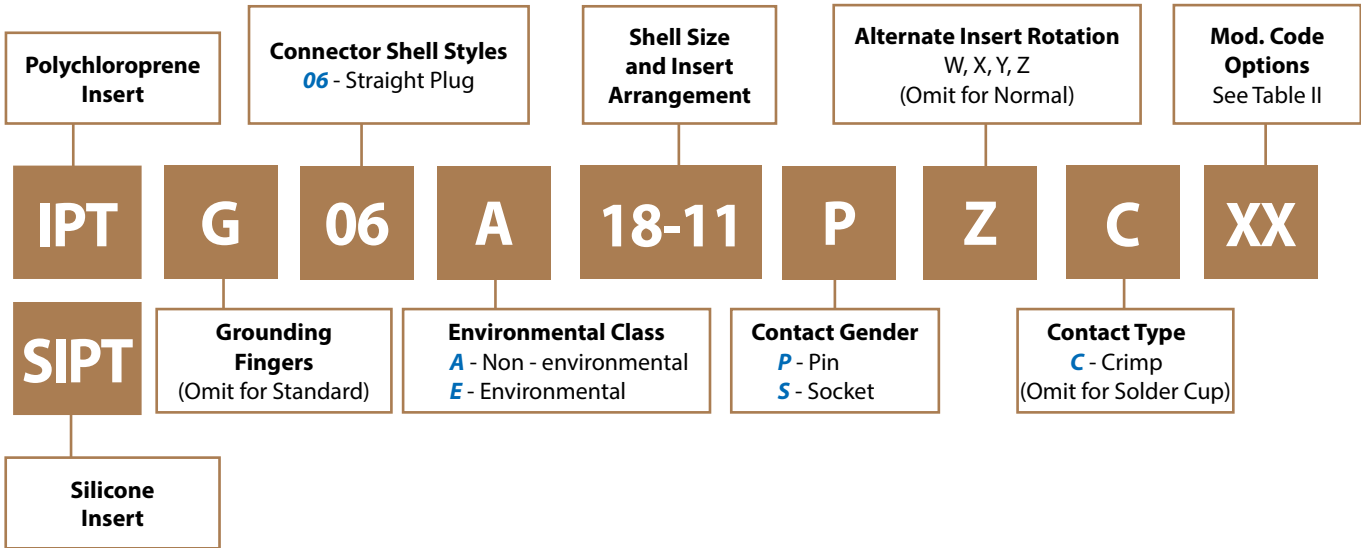 Polychloroprene
Insert
Connector Shell Styles
06 - Straight Plug
Shell Size
and Insert
Arrangement
Alternate Insert Rotation
W, X, Y, Z
(Omit for Normal)
Mod. Code
Options
See Table II
IPT G 06 A 18-11 P Z C XX
SIPT
Grounding
Fingers
(Omit for Standard)
Environmental Class
A - Non - environmental
E - Environmental
Contact Gender
P - Pin
S - Socket
Contact Type
C - Crimp
(Omit for Solder Cup)
Silicone
Insert